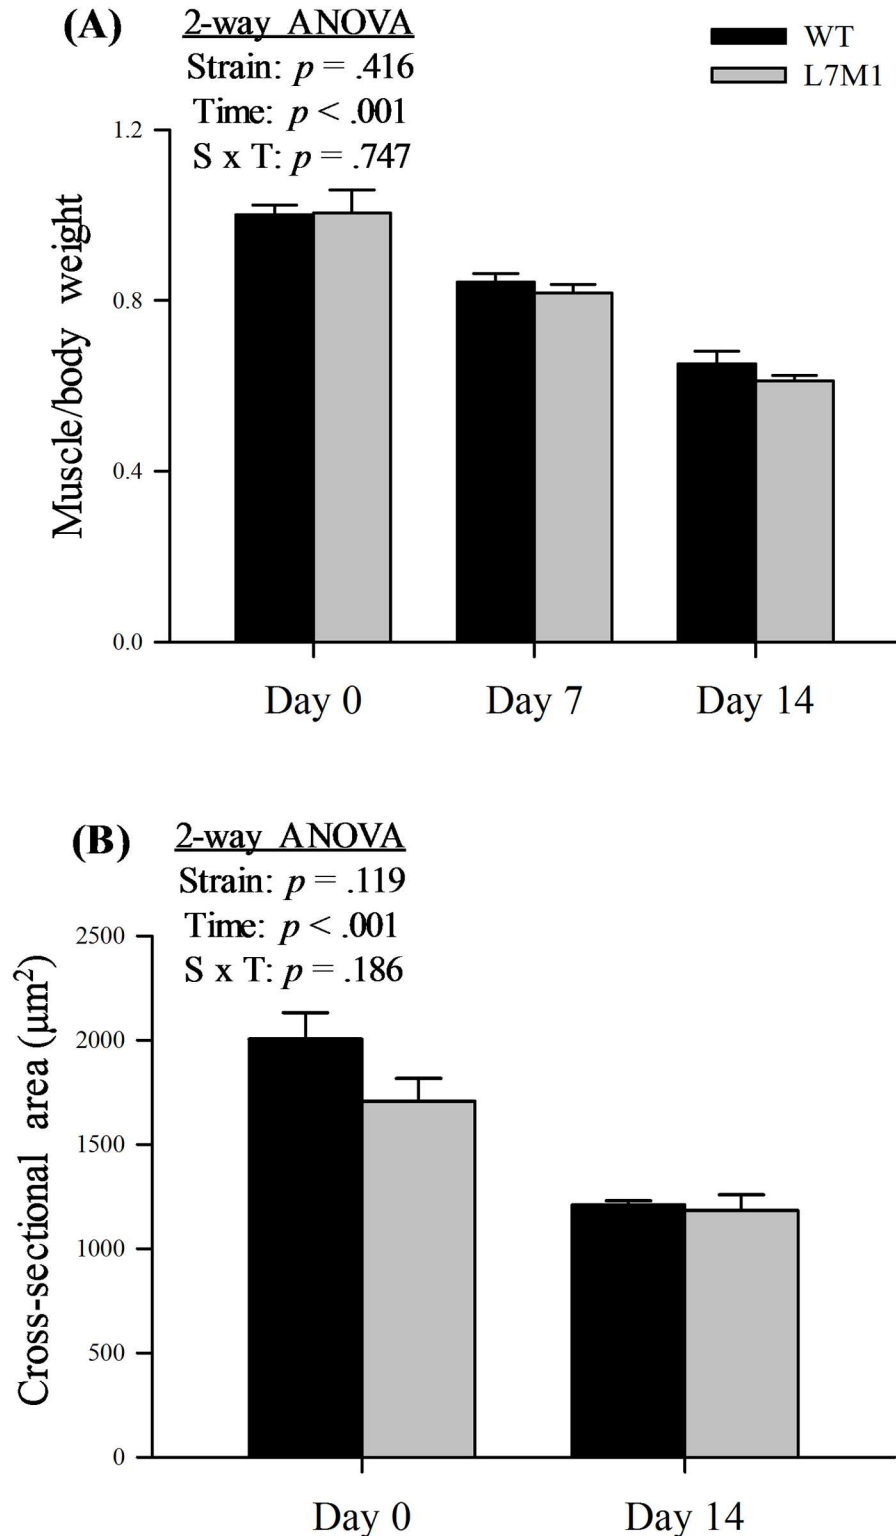 (A)
2-way ANOVA
Strain: p = .416
Time: p < .001
S x T: p = .747
WT
L7M1
Muscle/body weight
1.2
0.8
0.4
0.0
Day 0 Day 7 Day 14
(B)
2-way ANOVA
Strain: p = .119
Time: p < .001
S x T: p = .186
Cross-sectional area (µm²)
2500
2000
1500
1000
500
0
Day 0 Day 14